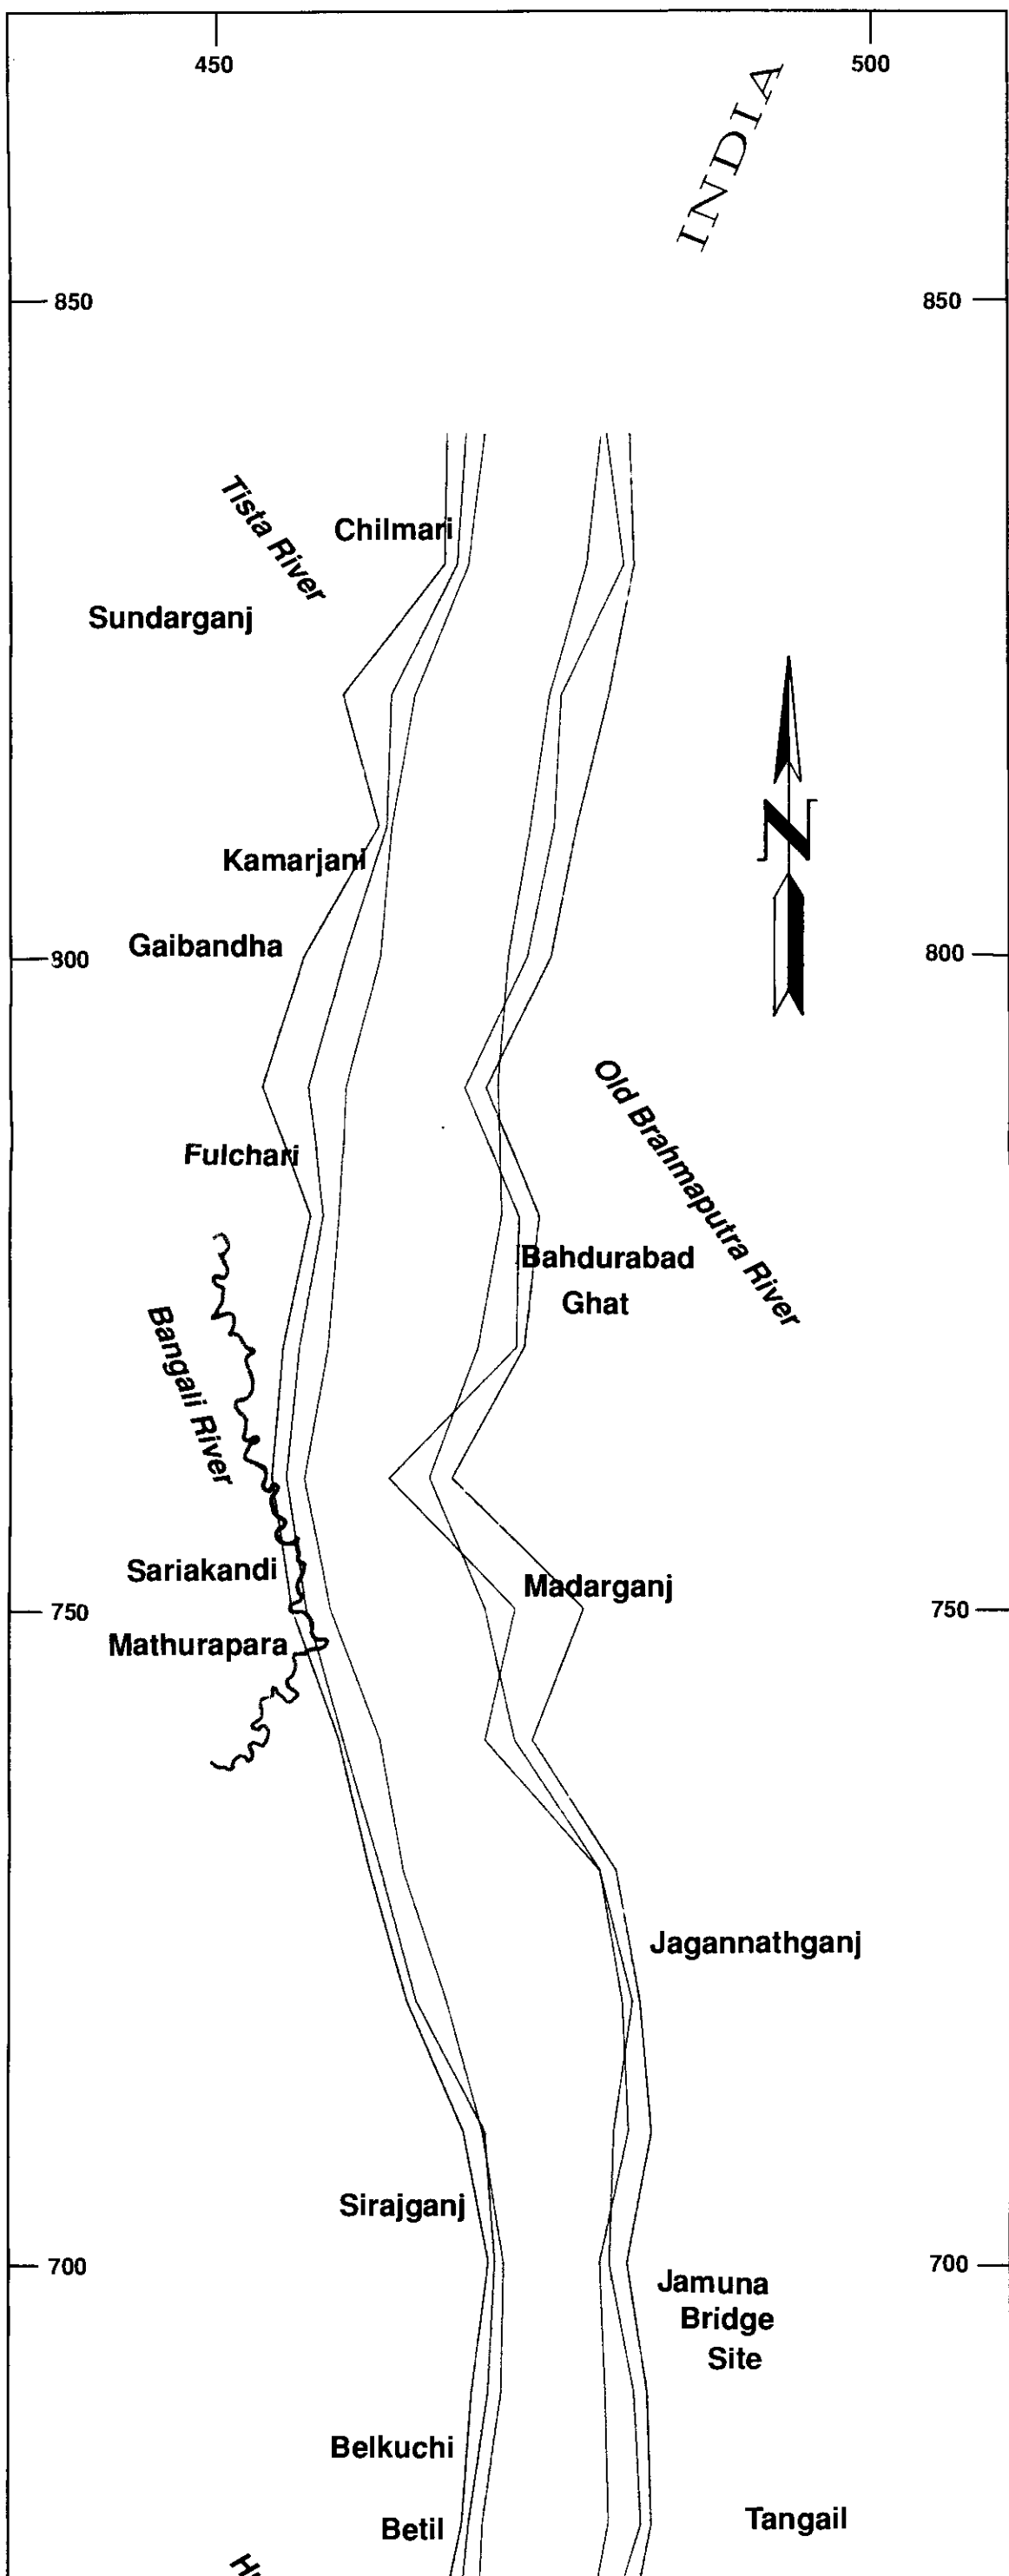 450
500
INDIA
850
850
Tista River
Chilmari
Sundarganj
N
Kamarjani
Gaibandha
800
800
Old Brahmaputra River
Fulchari
Bahdurabad
Ghat
Bangali River
Sariakandi
Madarganj
750
750
Mathurapara
Jagannathganj
Sirajganj
700
700
Jamuna
Bridge
Site
Belkuchi
Betil
Tangail